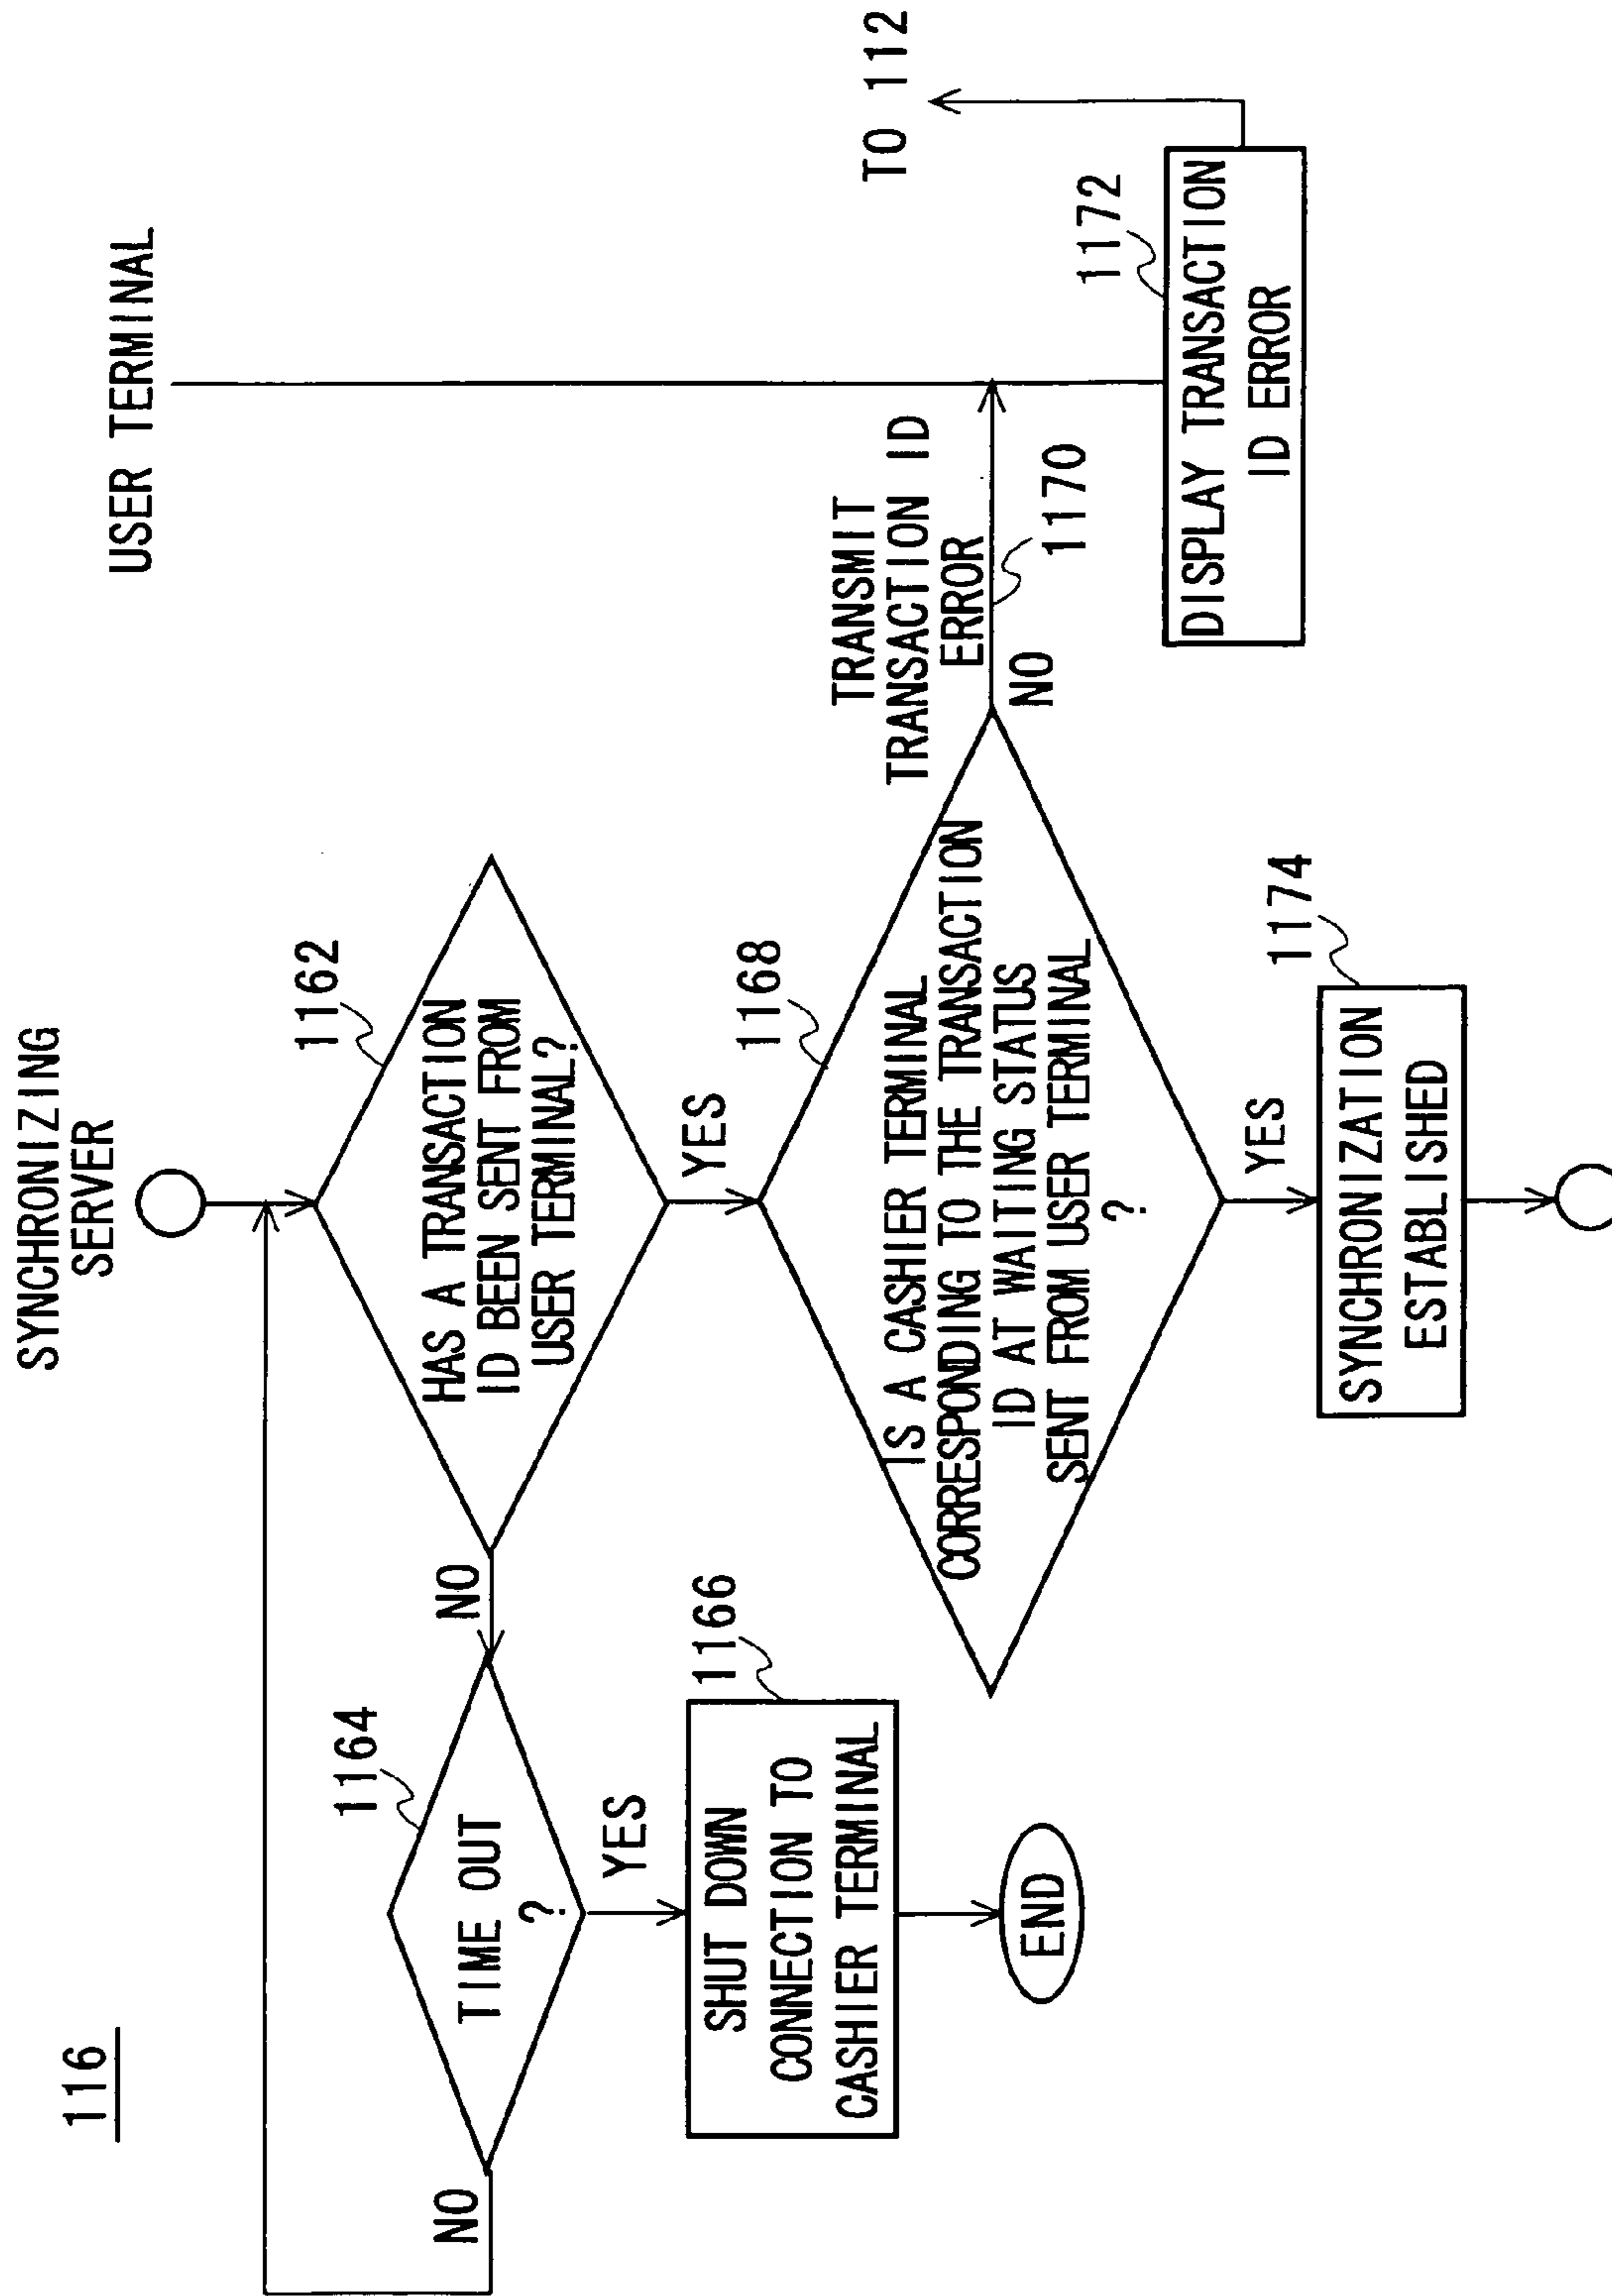 116
SYNCHRONIZING
SERVER
USER TERMINAL
1162
HAS A TRANSACTION
ID BEEN SENT FROM
USER TERMINAL?
NO
YES
1164
TIME OUT
?
NO
YES
1166
SHUT DOWN
CONNECTION TO
CASHIER TERMINAL
END
1168
IS A CASHIER TERMINAL
CORRESPONDING TO THE TRANSACTION
ID AT WAITING STATUS
SENT FROM USER TERMINAL
?
TRANSMIT
TRANSACTION ID
ERROR
NO
1170
YES
TO 112
1172
DISPLAY TRANSACTION
ID ERROR
1174
SYNCHRONIZATION
ESTABLISHED